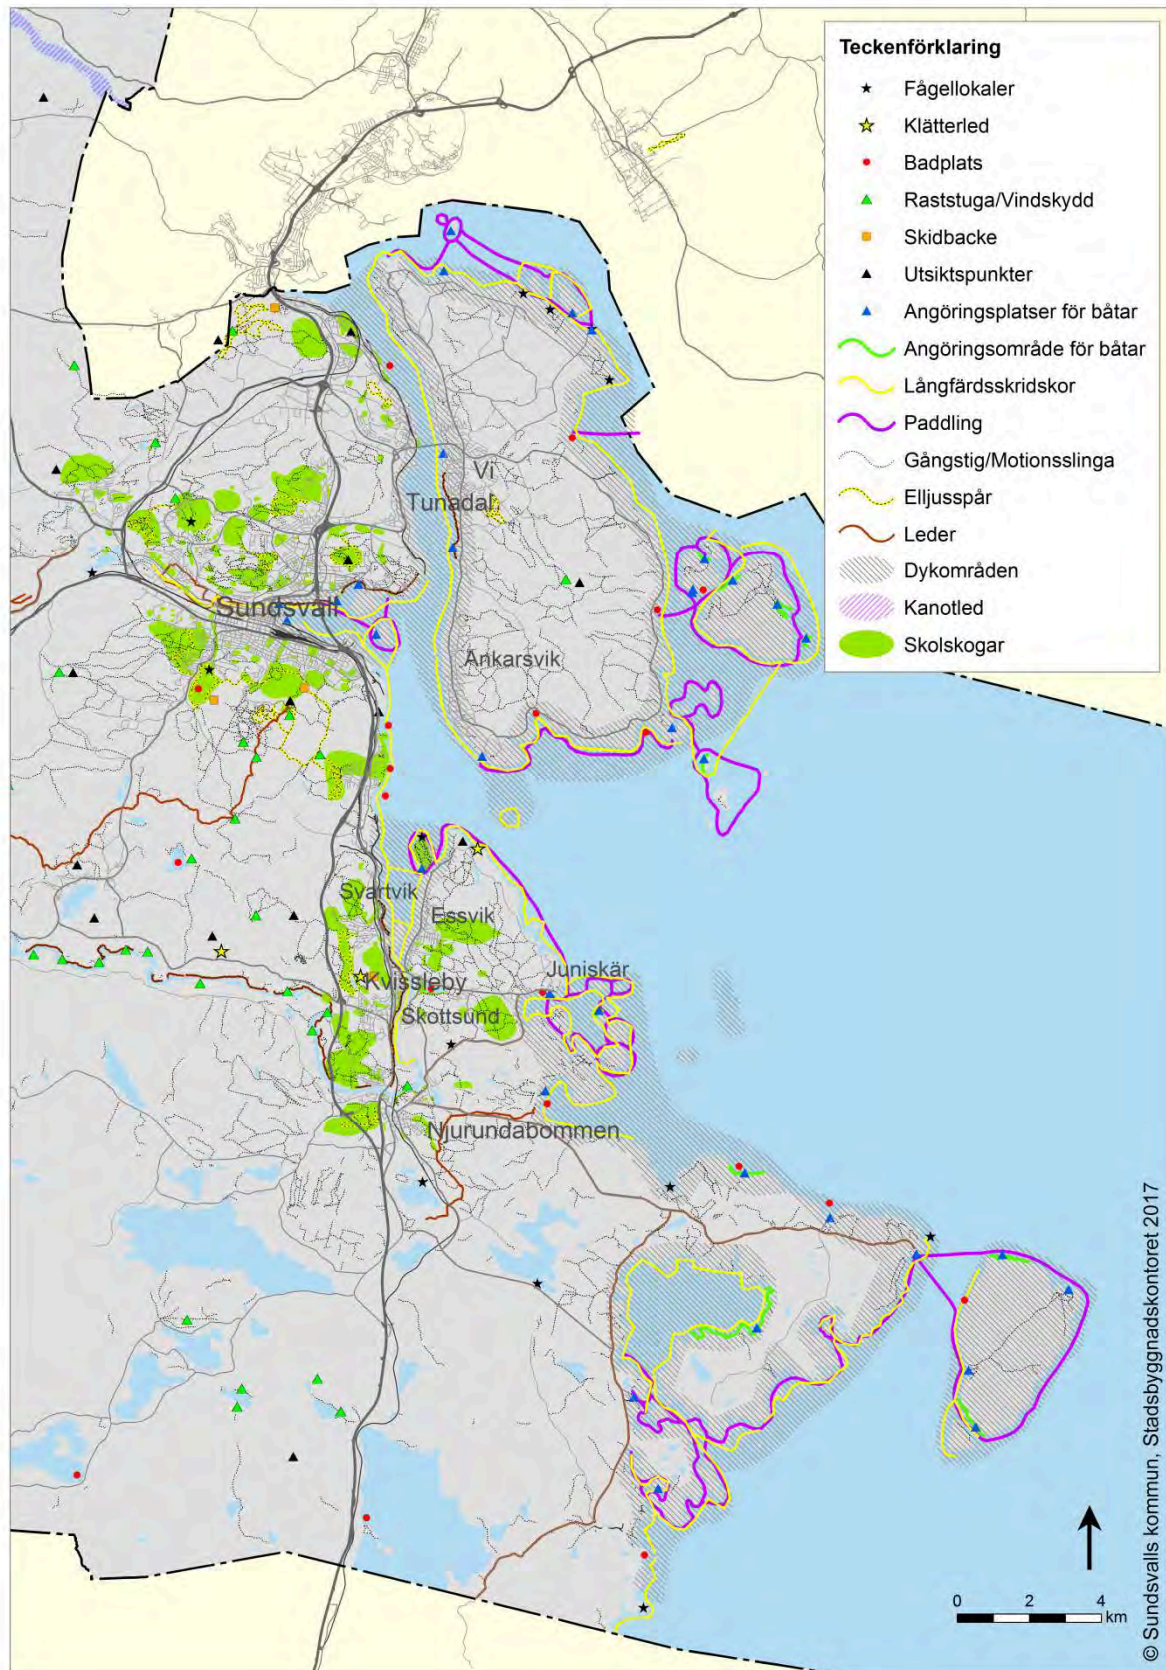 Teckenförklaring
Fågellokaler
Klätterled
Badplats
Raststuga/Vindskydd
Skidbacke
Utsiktspunkter
Angöringsplatser för båtar
Angöringsområde för båtar
Långfärdsskridskor
Paddling
Gångstig/Motionsslinga
Elljusspår
Leder
Dykområden
Kanotled
Skolskogar
Vi
Tunadal
Sundsvall
Ankarsvik
Svartvik
Essvik
Juniskär
Kvissleby
Skottsund
Njurundabommen
0 2 4
km
© Sundsvalls kommun, Stadsbyggnadskontoret 2017